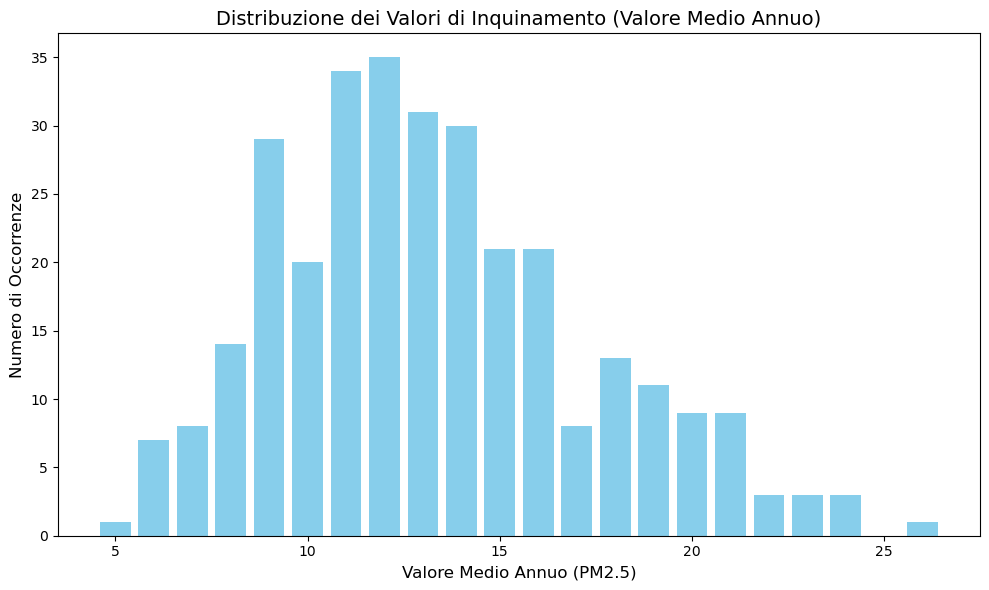 Distribuzione dei Valori di Inquinamento (Valore Medio Annuo)
Numero di Occorrenze
35
30
25
20
15
10
5
0
5 10 15 20 25
Valore Medio Annuo (PM2.5)